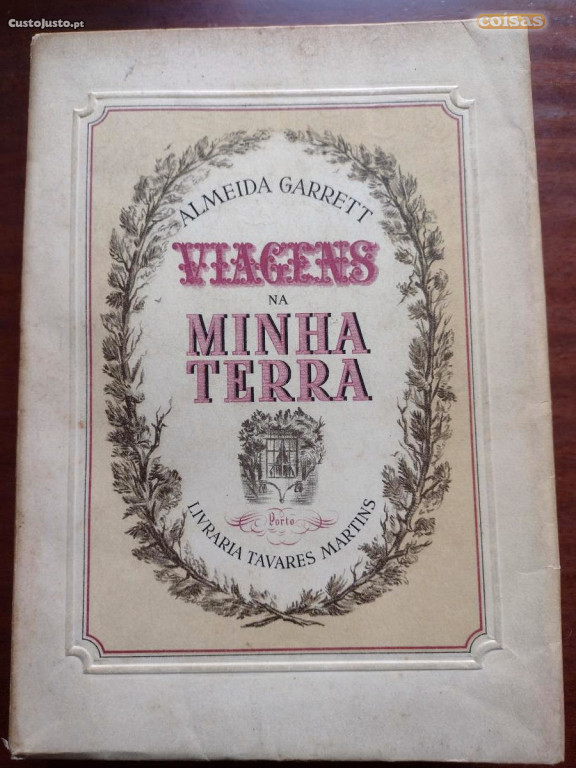 CustoJusto.pt
coisas
ALMEIDA GARRETT
VIAGENS
NA
MINHA
TERRA
Porto
LIVRARIA TAVARES MARTINS